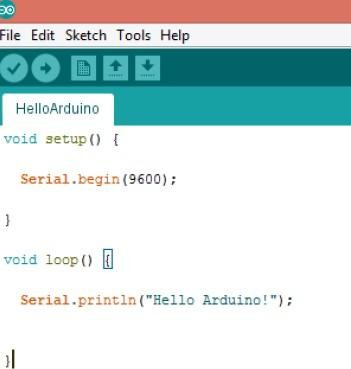 File Edit Sketch Tools Help
HelloArduino
void setup() {
Serial.begin(9600);
}
void loop() {
Serial.println("Hello Arduino!");
}